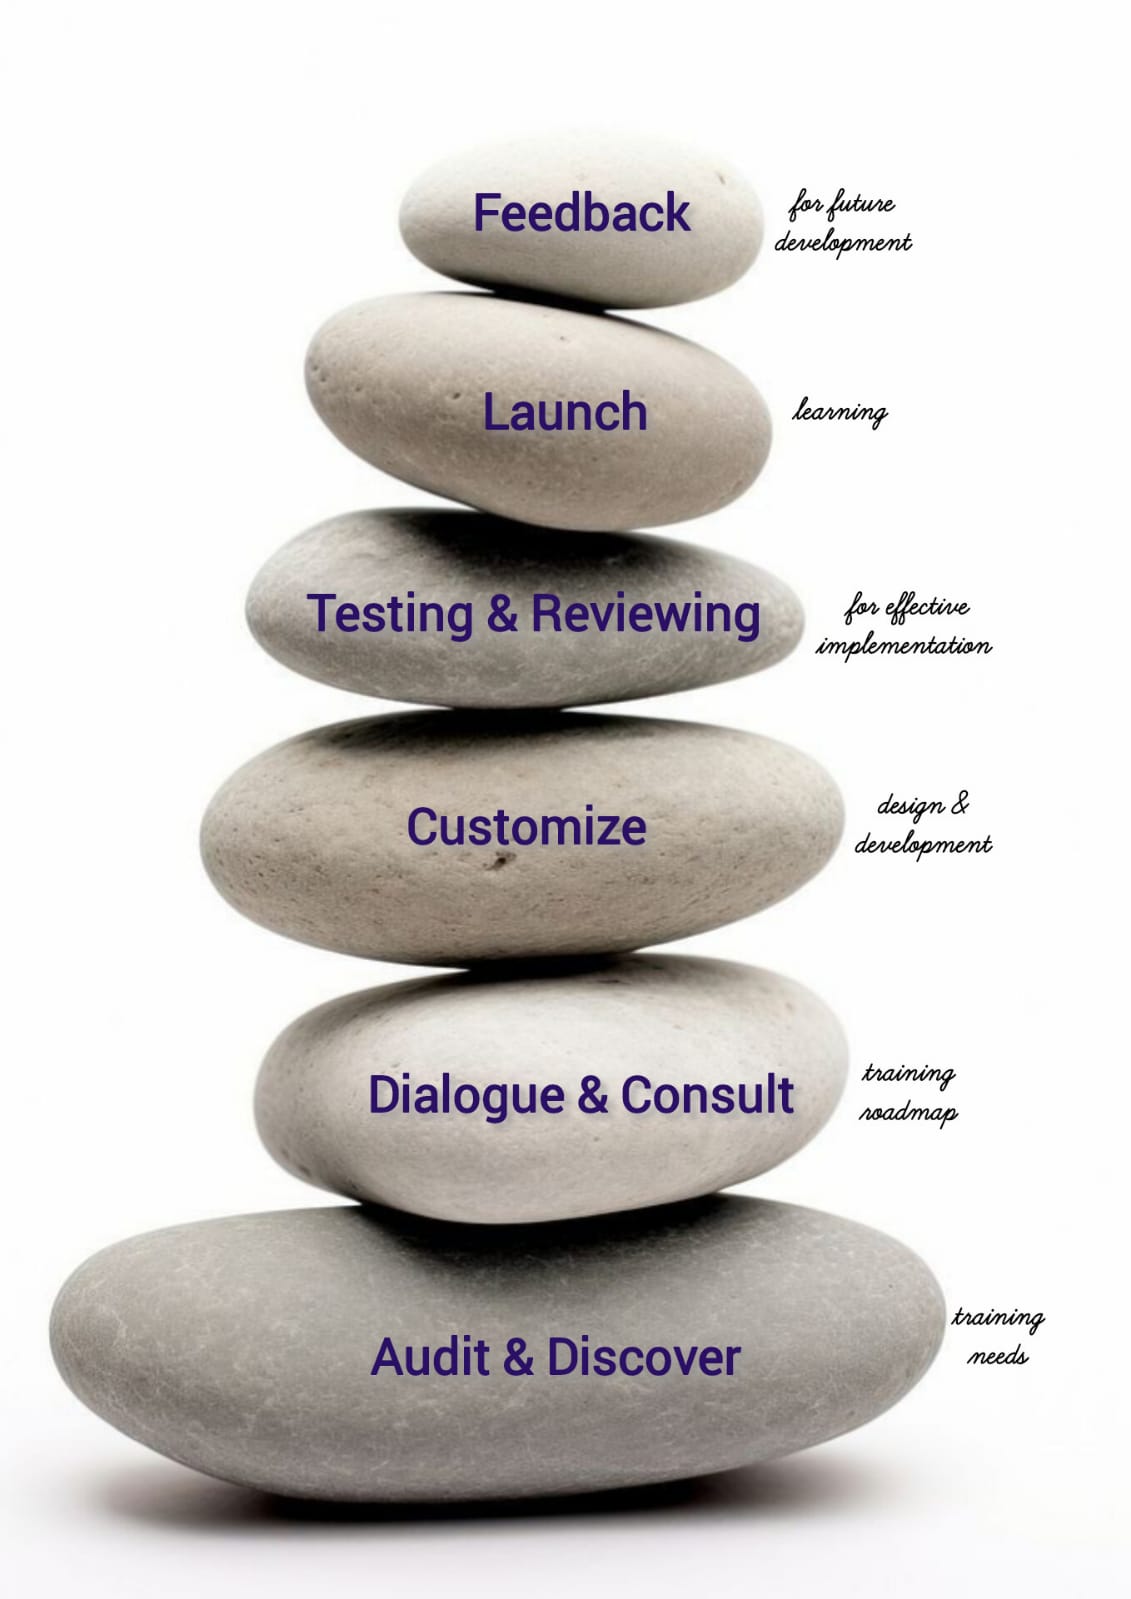 Feedback
for future
development
Launch
learning
Testing & Reviewing
for effective
implementation
Customize
design &
development
Dialogue & Consult
training
roadmap
Audit & Discover
training
needs